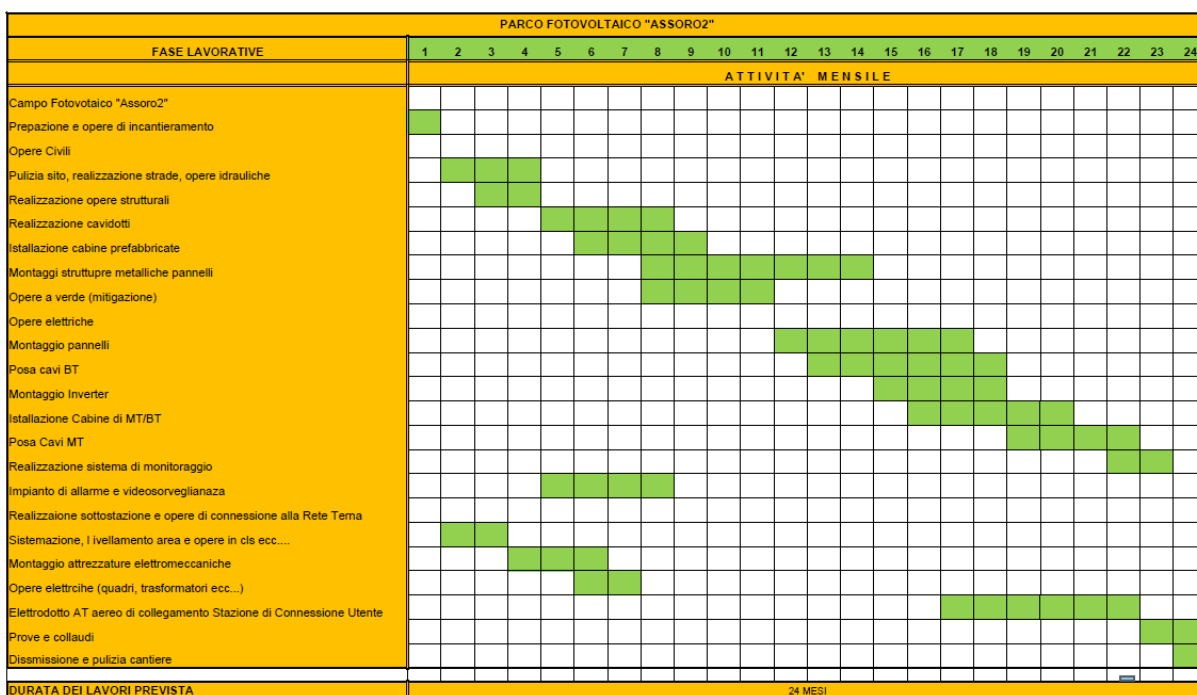 PARCO FOTOVOLTAICO "ASSORO2"
FASE LAVORATIVE 1 2 3 4 5 6 7 8 9 10 11 12 13 14 15 16 17 18 19 20 21 22 23 24
ATTIVITA' MENSILE
Campo Fotovotaico "Assoro2"
Prepazione e opere di incantieramento
Opere Civili
Pulizia sito, realizzazione strade, opere idrauliche
Realizzazione opere strutturali
Realizzazione cavidotti
Istallazione cabine prefabbricate
Montaggi struttupre metalliche pannelli
Opere a verde (mitigazione)
Opere elettriche
Montaggio pannelli
Posa cavi BT
Montaggio Inverter
Istallazione Cabine di MT/BT
Posa Cavi MT
Realizzazione sistema di monitoraggio
Impianto di allarme e videosorveglianaza
Realizzaione sottostazione e opere di connessione alla Rete Terna
Sistemazione, l ivellamento area e opere in cls ecc....
Montaggio attrezzature elettromeccaniche
Opere elettrcihe (quadri, trasformatori ecc...)
Elettrodotto AT aereo di collegamento Stazione di Connessione Utente
Prove e collaudi
Dissmissione e pulizia cantiere
DURATA DEI LAVORI PREVISTA 24 MESI